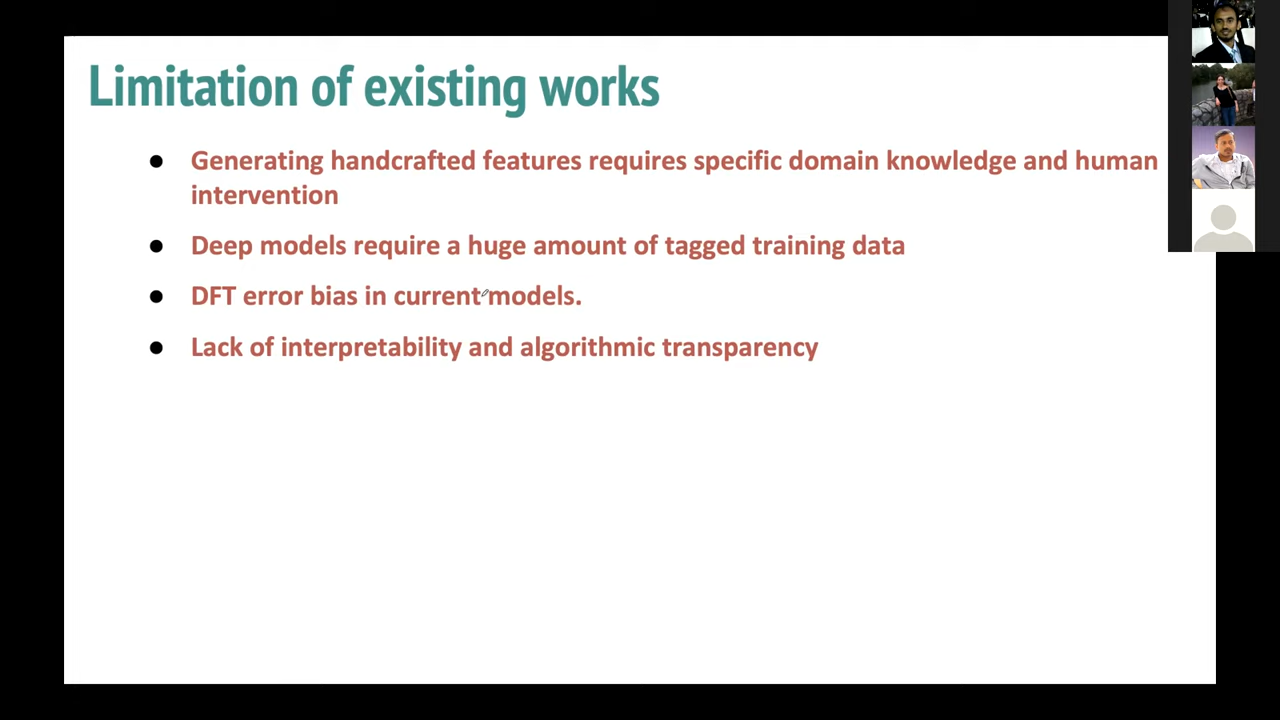 Limitation of existing works
● Generating handcrafted features requires specific domain knowledge and human
intervention
● Deep models require a huge amount of tagged training data
● DFT error bias in current models.
● Lack of interpretability and algorithmic transparency